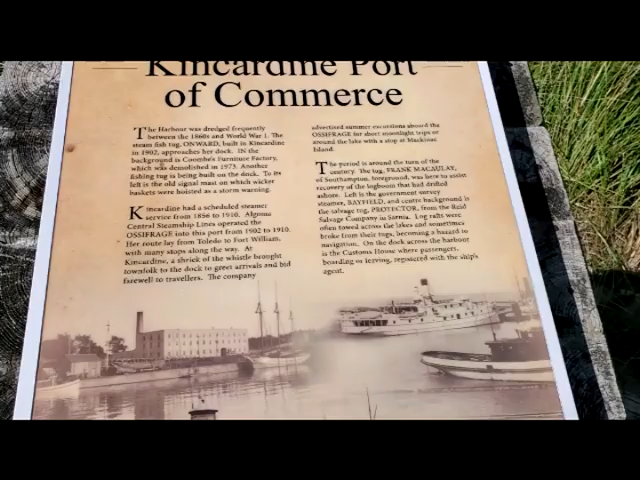 Kincardine Port
of Commerce
The Harbour was dredged frequently
between the 1860s and World War 1. The
steam fish tug, ONWARD, built in Kincardine
in 1902, approaches her dock. IN the
background is Coombe's Furniture Factory,
which was demolished in 1973. Another
fishing tug is being built on the dock. To its
left is the old signal mast on which wicker
baskets were hoisted as a storm warning.
Kincardine had a scheduled steamer
service from 1856 to 1910. Algoma
Central Steamship Lines operated the
OSSIFRAGE into this port from 1902 to 1910.
Her route lay from Toledo to Fort William,
with many stops along the way. At
Kincardine, a shriek of the whistle brought
townfolk to the dock to greet arrivals and bid
farewell to travellers. The company
advertised summer excursions aboard the
OSSIFRAGE for short moonlight trips or
around the lake with a stop at Mackinac
Island.
The period is around the turn of the
century. The tug, FRANK MACAULAY,
of Southampton, foreground, was here to assist
recovery of the logboom that had drifted
ashore. Left is the government survey
steamer, BAYFIELD, and centre background is
the salvage tug, PROTECTOR, from the Reid
Salvage Company in Sarnia. Log rafts were
often towed across the lakes and sometimes
broke from their tugs, becoming a hazard to
navigation. On the dock across the harbour
is the Customs House where passengers,
boarding or leaving, registered with the ship's
agent.